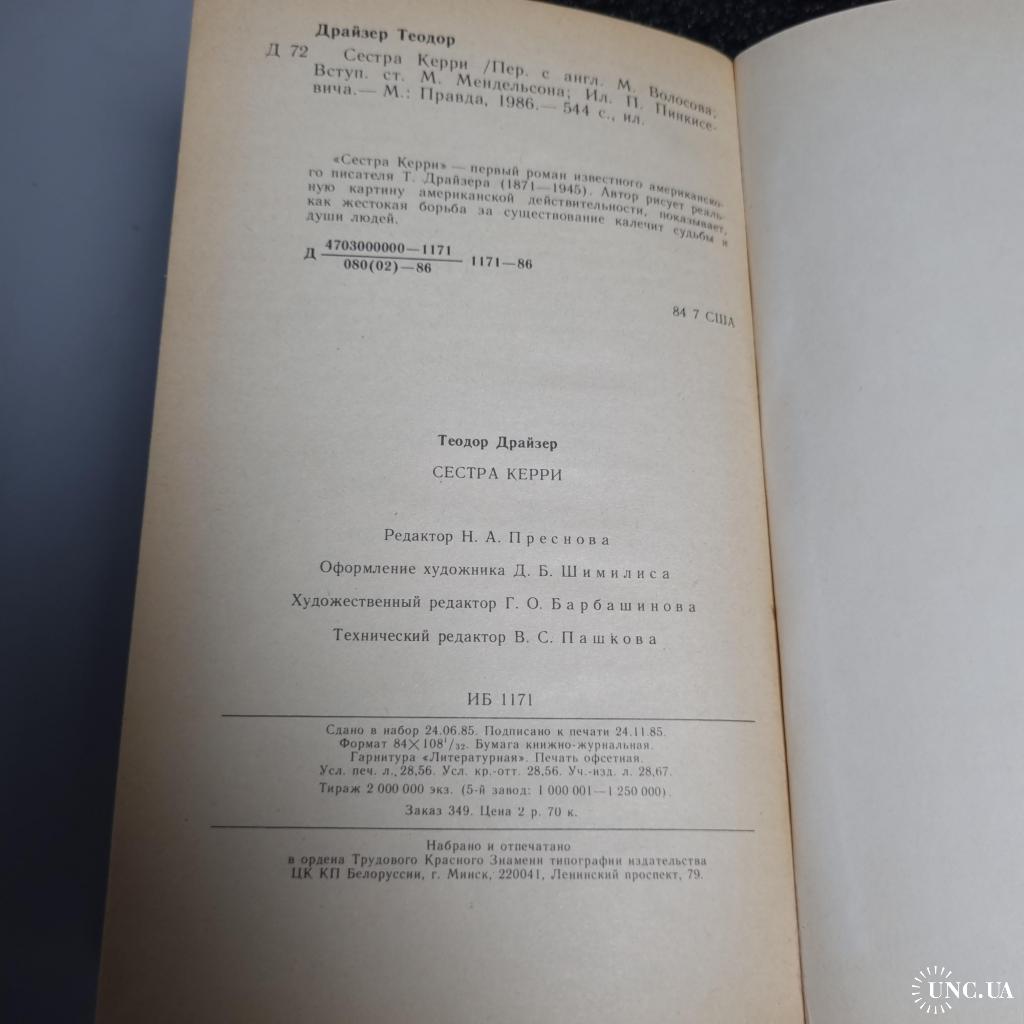 Драйзер Теодор
Д 72 Сестра Керри /Пер. с англ. М. Волосова;
Вступ. ст. М. Мендельсона; Ил. П. Пинкисе-
вича.— М.: Правда, 1986.— 544 с., ил.
«Сестра Керри» — первый роман известного американско-
го писателя Т. Драйзера (1871—1945). Автор рисует реаль-
ную картину американской действительности, показывает,
как жестокая борьба за существование калечит судьбы и
души людей.
Д 4703000000—1171
080(02)—86 1171—86
84 7 США
Теодор Драйзер
СЕСТРА КЕРРИ
Редактор Н. А. Преснова
Оформление художника Д. Б. Шимилиса
Художественный редактор Г. О. Барбашинова
Технический редактор В. С. Пашкова
ИБ 1171
Сдано в набор 24.06.85. Подписано к печати 24.11.85.
Формат 84×108¹/₃₂. Бумага книжно-журнальная.
Гарнитура «Литературная». Печать офсетная.
Усл. печ. л. 28,56. Усл. кр.-отт. 28,56. Уч.-изд. л. 28,67.
Тираж 2 000 000 экз. (5-й завод: 1 000 001—1 250 000).
Заказ 349. Цена 2 р. 70 к.
Набрано и отпечатано
в ордена Трудового Красного Знамени типографии издательства
ЦК КП Белоруссии, г. Минск, 220041, Ленинский проспект, 79.
UNC.UA